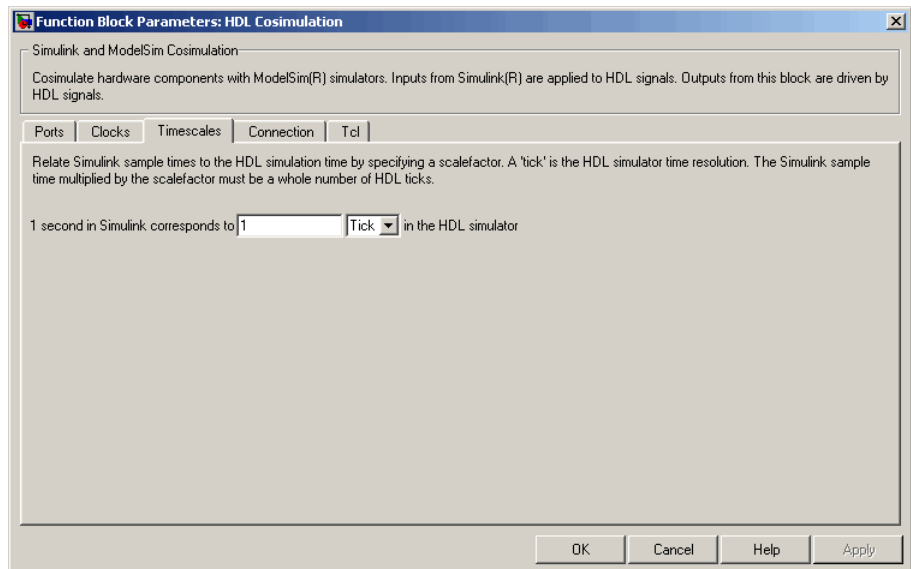 Function Block Parameters: HDL Cosimulation
Simulink and ModelSim Cosimulation
Cosimulate hardware components with ModelSim(R) simulators. Inputs from Simulink(R) are applied to HDL signals. Outputs from this block are driven by
HDL signals.
Ports Clocks Timescales Connection Tcl
Relate Simulink sample times to the HDL simulation time by specifying a scalefactor. A 'tick' is the HDL simulator time resolution. The Simulink sample
time multiplied by the scalefactor must be a whole number of HDL ticks.
1 second in Simulink corresponds to 1 Tick in the HDL simulator
OK Cancel Help Apply